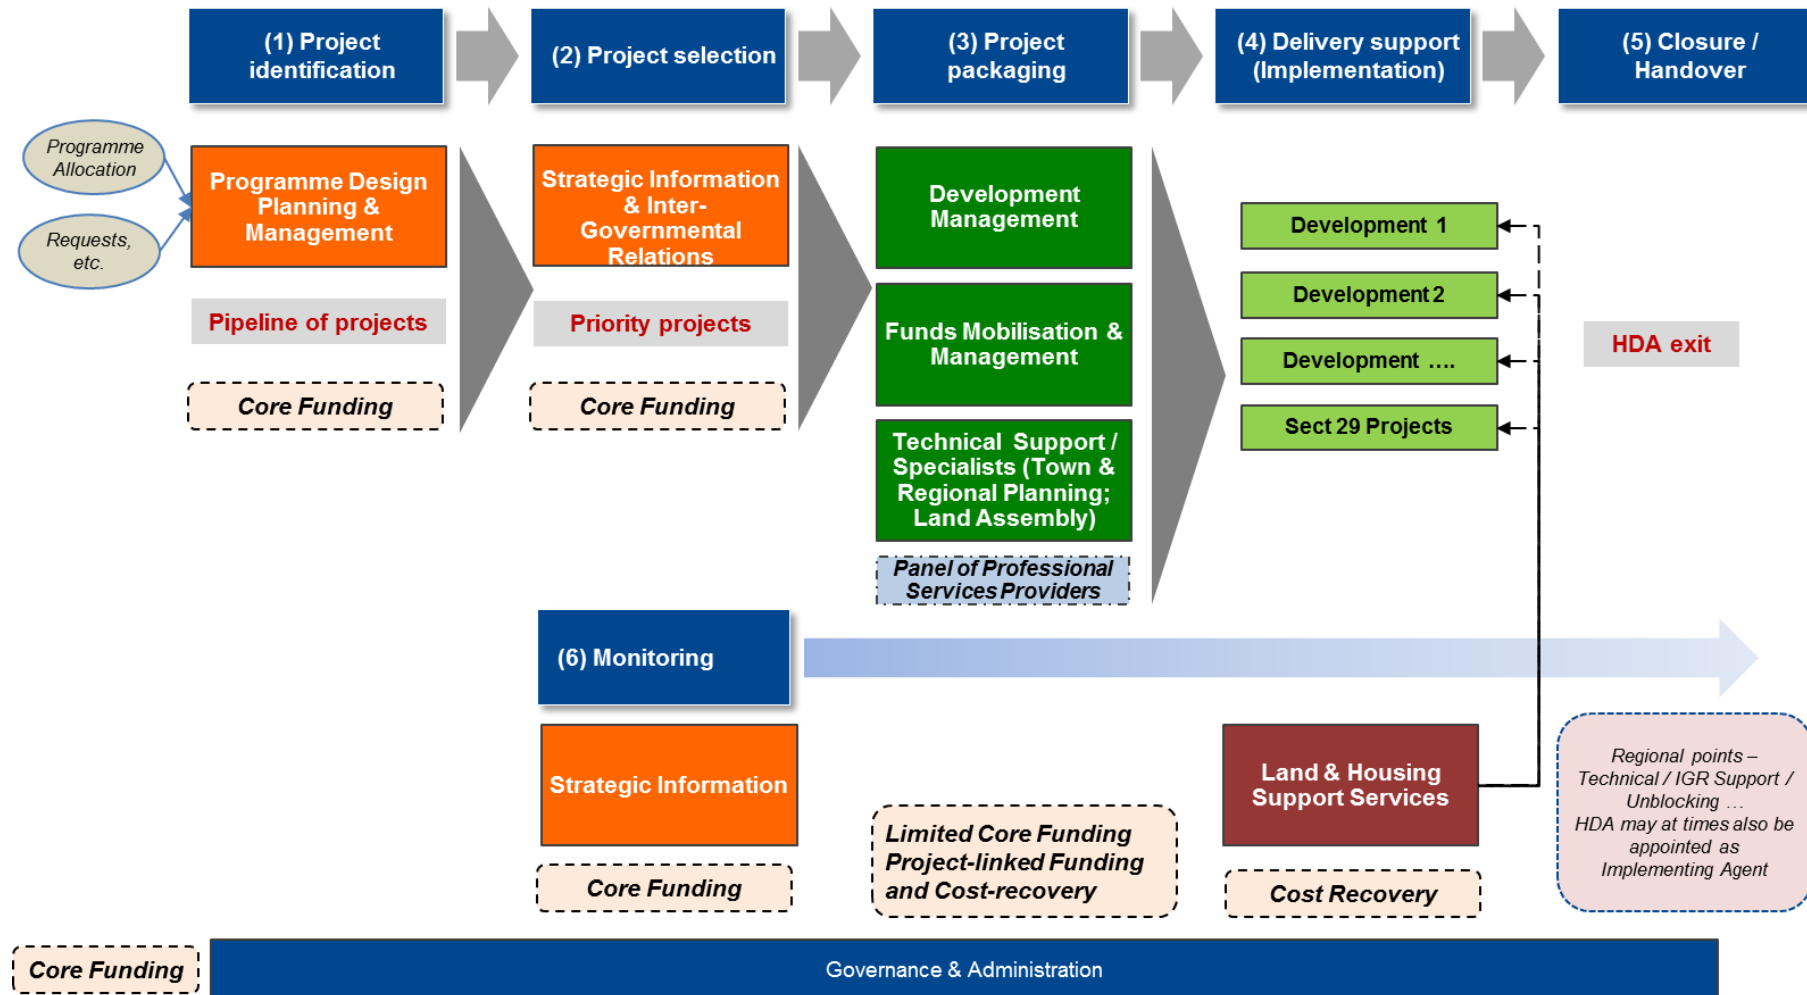 (1) Project
identification
(2) Project selection
(3) Project
packaging
(4) Delivery support
(Implementation)
(5) Closure /
Handover
Programme
Allocation
Requests,
etc.
Programme Design
Planning &
Management
Pipeline of projects
Core Funding
Strategic Information
& Inter-
Governmental
Relations
Priority projects
Core Funding
Development
Management
Funds Mobilisation &
Management
Technical Support /
Specialists (Town &
Regional Planning;
Land Assembly)
Panel of Professional
Services Providers
Development 1
Development 2
Development ....
Sect 29 Projects
HDA exit
(6) Monitoring
Strategic Information
Core Funding
Limited Core Funding
Project-linked Funding
and Cost-recovery
Land & Housing
Support Services
Cost Recovery
Regional points –
Technical / IGR Support /
Unblocking ...
HDA may at times also be
appointed as
Implementing Agent
Core Funding
Governance & Administration